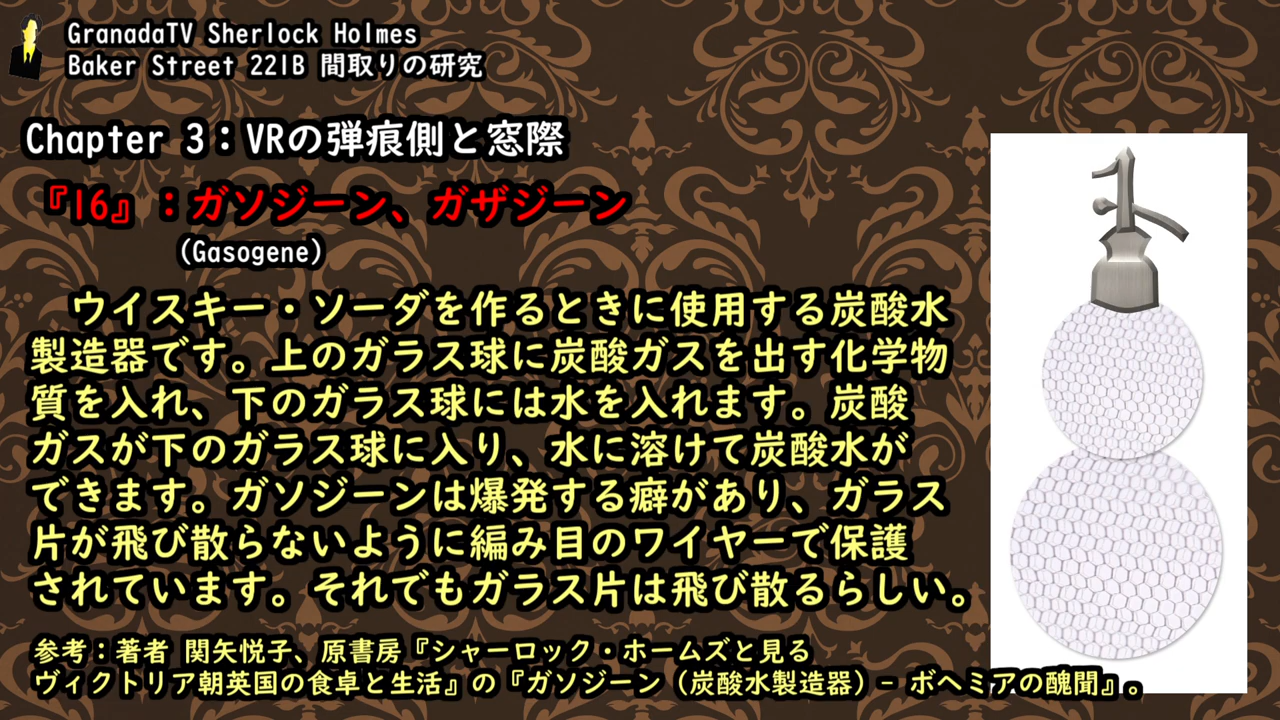 GranadaTV Sherlock Holmes
Baker Street 221B 間取りの研究
Chapter 3：VRの弾痕側と窓際
『16』：ガソジーン、ガザジーン
(Gasogene)
ウイスキー・ソーダを作るときに使用する炭酸水
製造器です。上のガラス球に炭酸ガスを出す化学物
質を入れ、下のガラス球には水を入れます。炭酸
ガスが下のガラス球に入り、水に溶けて炭酸水が
できます。ガソジーンは爆発する癖があり、ガラス
片が飛び散らないように編み目のワイヤーで保護
されています。それでもガラス片は飛び散るらしい。
参考：著者 関矢悦子、原書房『シャーロック・ホームズと見る
ヴィクトリア朝英国の食卓と生活』の『ガソジーン（炭酸水製造器）- ボヘミアの醜聞』。